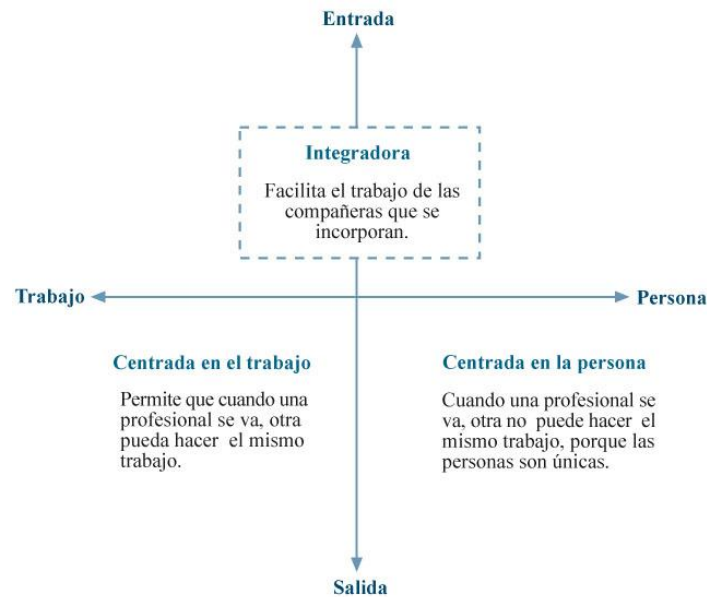 Entrada
Integradora
Facilita el trabajo de las
compañeras que se
incorporan.
Trabajo
Persona
Centrada en el trabajo
Permite que cuando una
profesional se va, otra
pueda hacer el mismo
trabajo.
Centrada en la persona
Cuando una profesional se
va, otra no puede hacer el
mismo trabajo, porque las
personas son únicas.
Salida